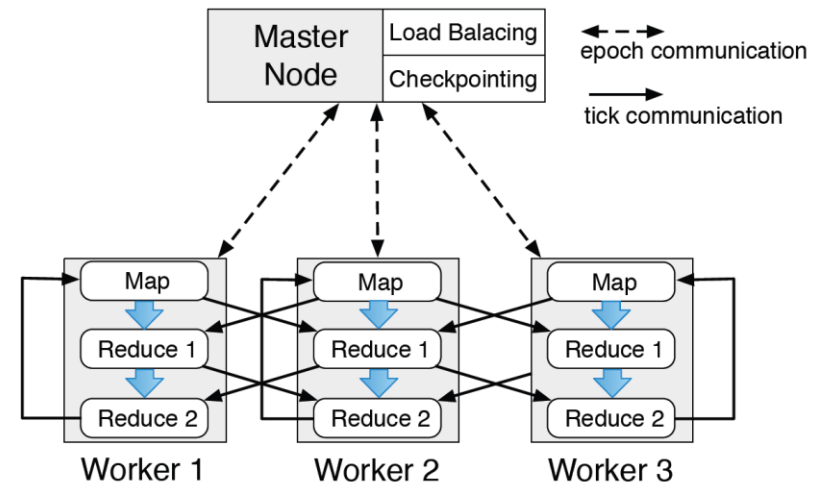 Master
Node
Load Balacing
Checkpointing
epoch communication
tick communication
Map
Map
Map
Reduce 1
Reduce 1
Reduce 1
Reduce 2
Reduce 2
Reduce 2
Worker 1
Worker 2
Worker 3